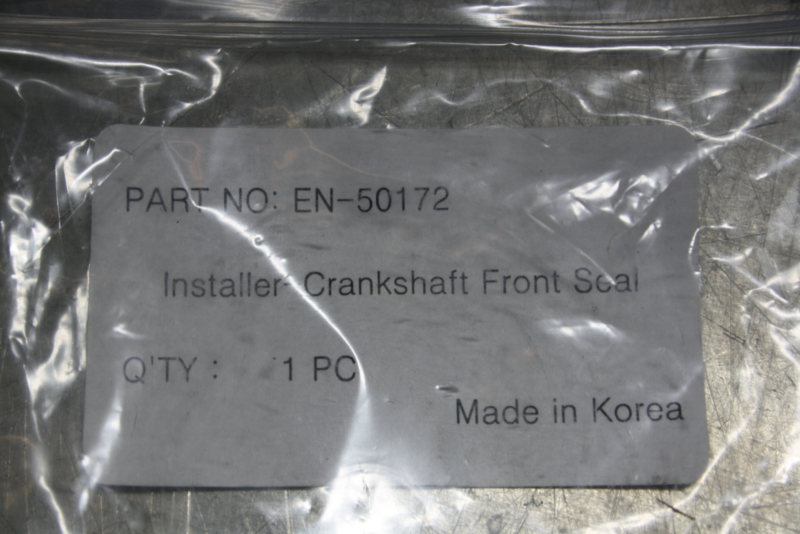 PART NO: EN-50172
Installer- Crankshaft Front Seal
Q'TY : 1 PC
Made in Korea